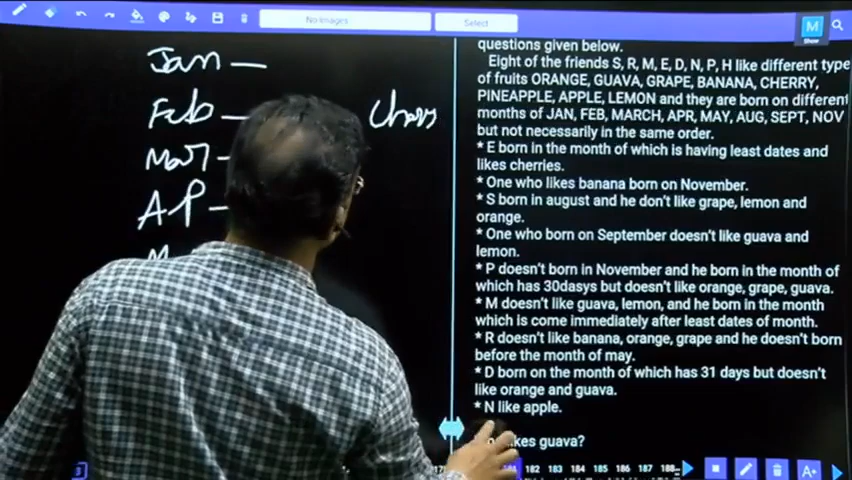 No Images
Select
M
Show
Jan —
Feb —
Mar —
A P —
questions given below.
Eight of the friends S, R, M, E, D, N, P, H like different type
of fruits ORANGE, GUAVA, GRAPE, BANANA, CHERRY,
PINEAPPLE, APPLE, LEMON and they are born on different
months of JAN, FEB, MARCH, APR, MAY, AUG, SEPT, NOV
but not necessarily in the same order.
* E born in the month of which is having least dates and
likes cherries.
* One who likes banana born on November.
* S born in august and he don't like grape, lemon and
orange.
* One who born on September doesn't like guava and
lemon.
* P doesn't born in November and he born in the month of
which has 30dasys but doesn't like orange, grape, guava.
* M doesn't like guava, lemon, and he born in the month
which is come immediately after least dates of month.
* R doesn't like banana, orange, grape and he doesn't born
before the month of may.
* D born on the month of which has 31 days but doesn't
like orange and guava.
* N like apple.
likes guava?
182 183 184 185 186 187 188
A+